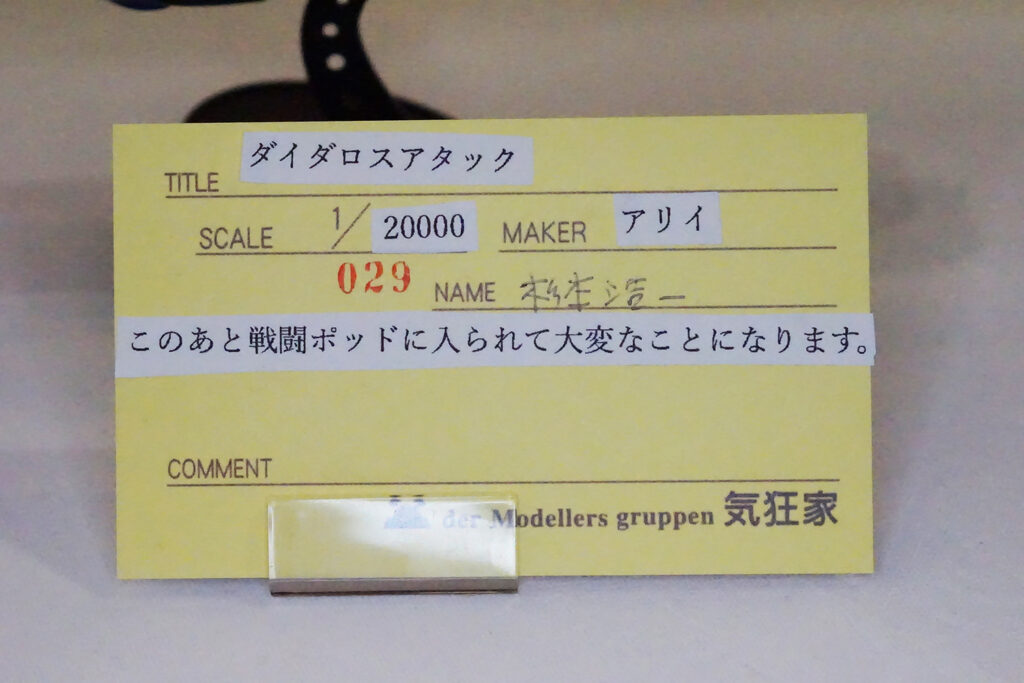 TITLE ダイダロスアタック
SCALE 1/20000 MAKER アリイ
029 NAME
このあと戦闘ポッドに入られて大変なことになります。
COMMENT
der Modellers gruppen 気狂家